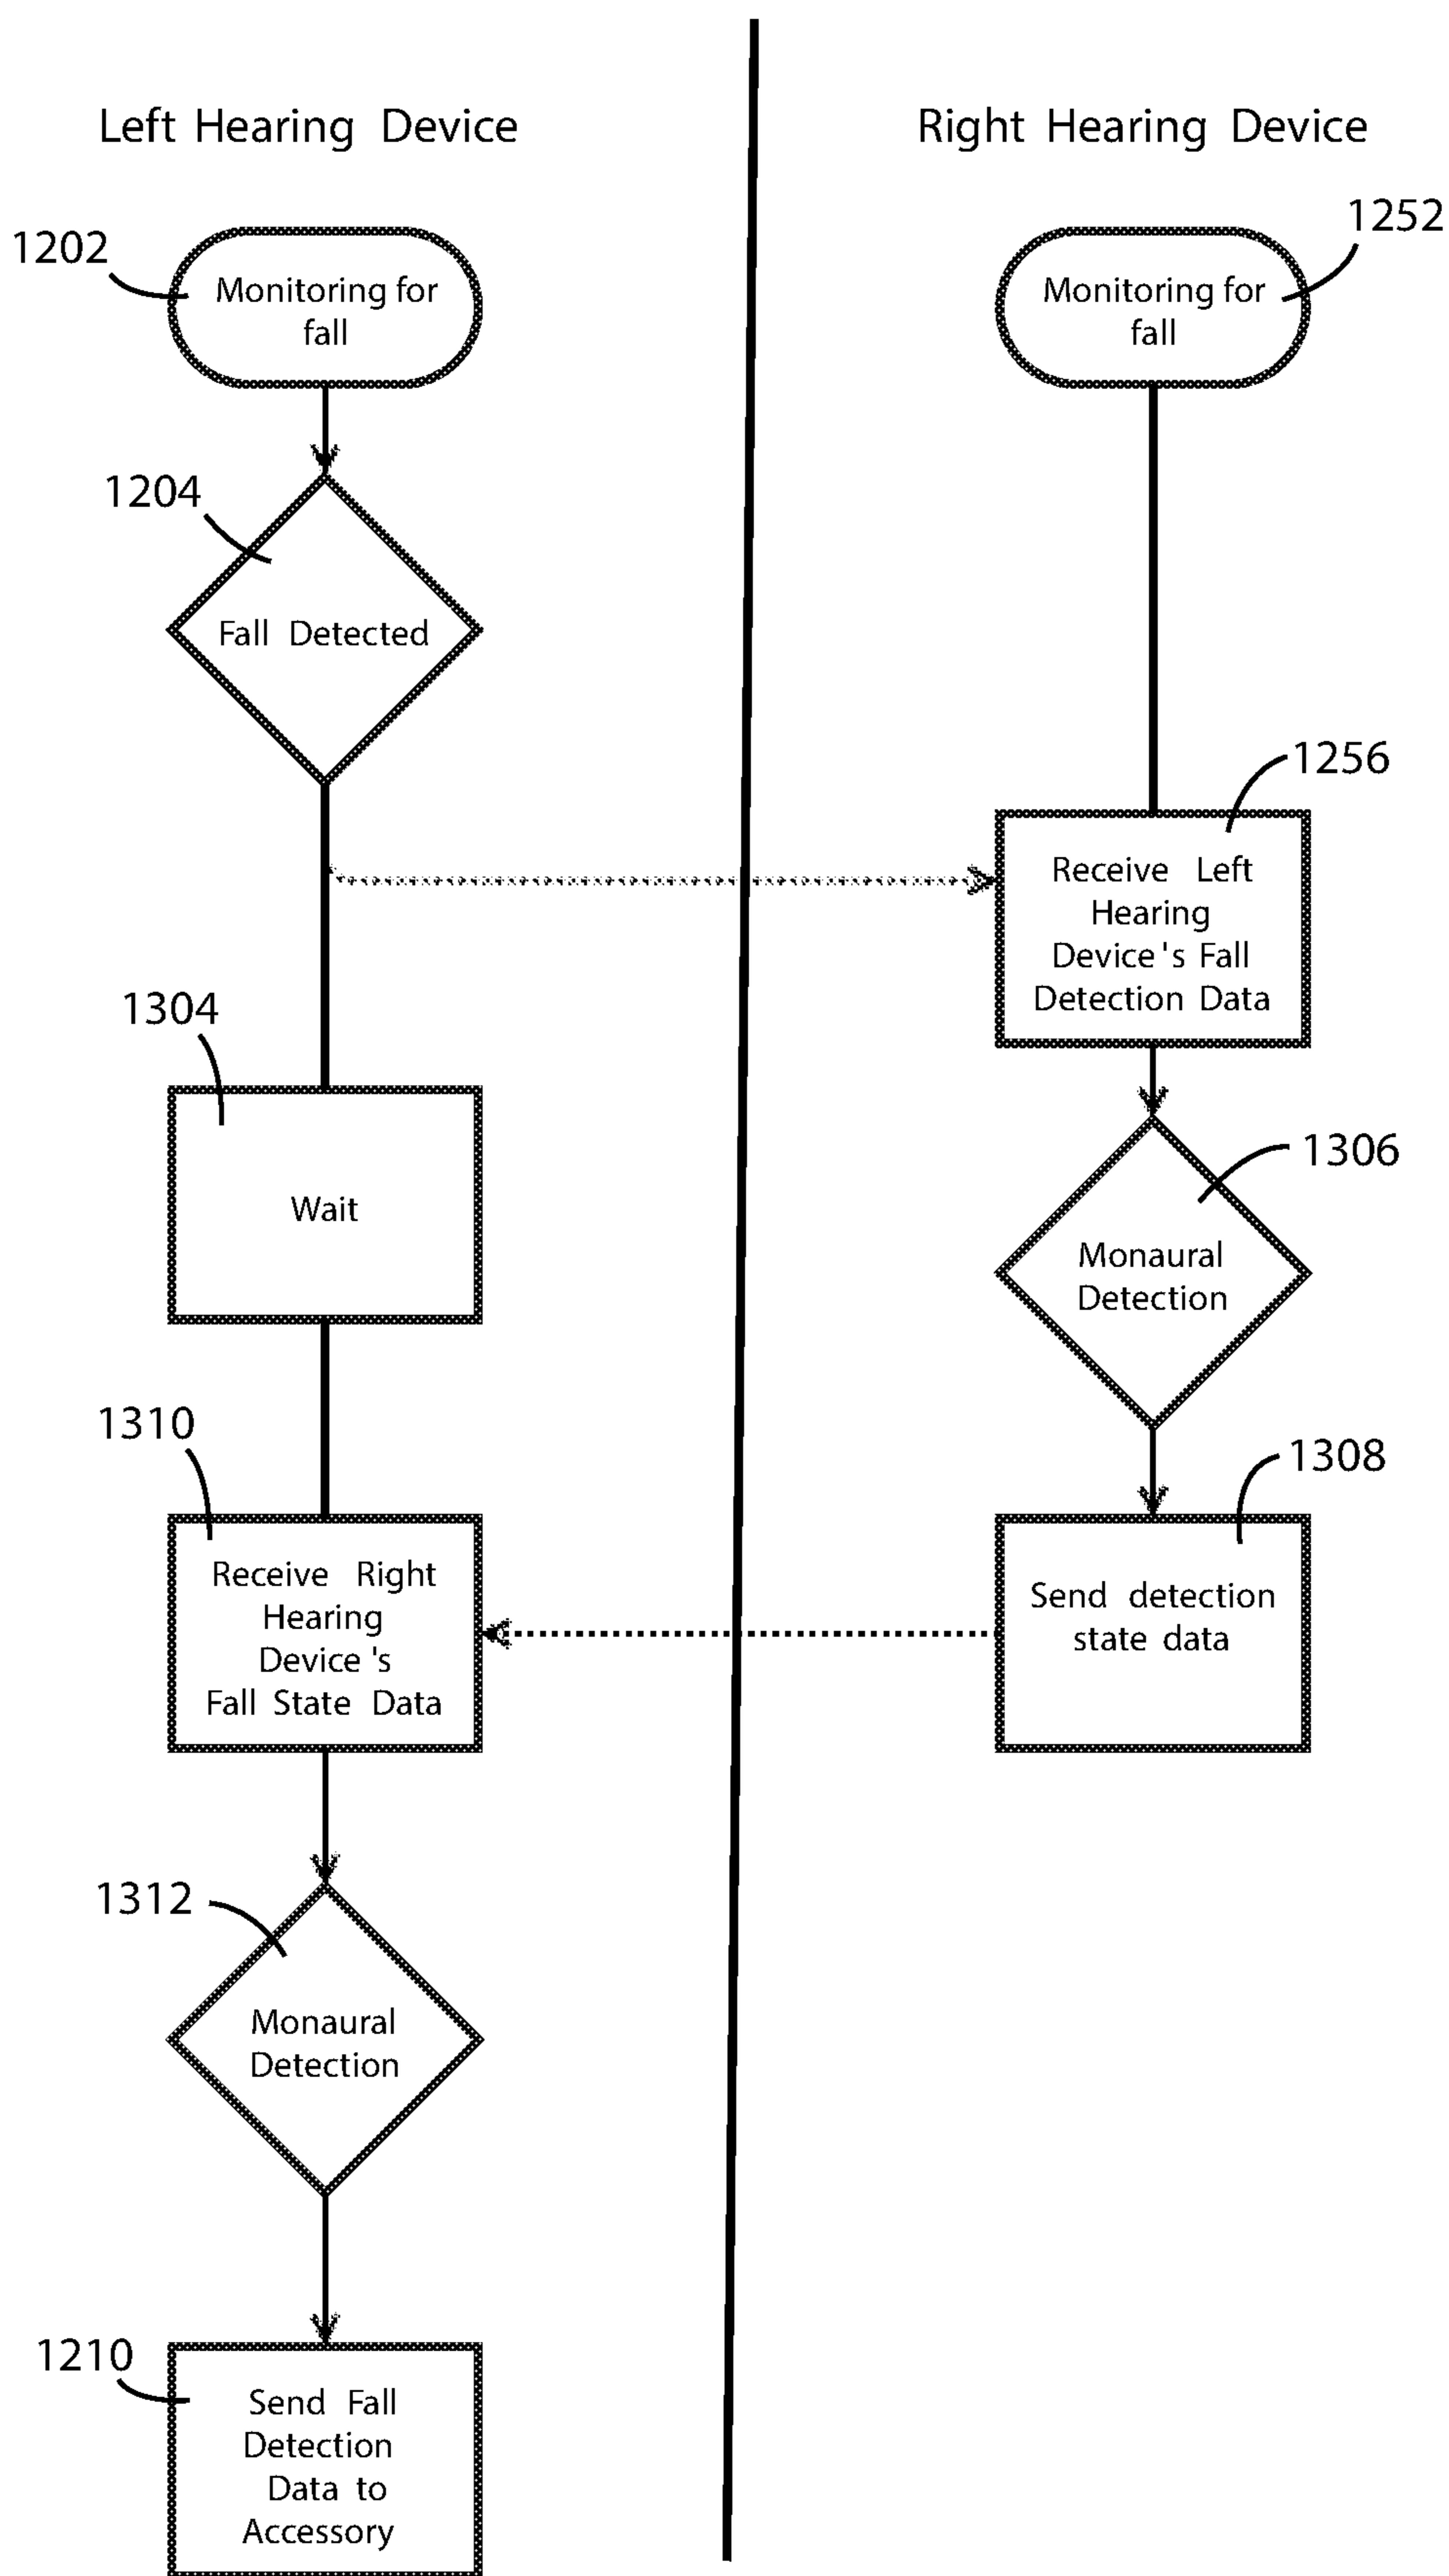 Left Hearing Device
Right Hearing Device
1202
Monitoring for
fall
1252
Monitoring for
fall
1204
Fall Detected
1256
Receive Left
Hearing
Device's Fall
Detection Data
1304
Wait
1306
Monaural
Detection
1310
Receive Right
Hearing
Device's
Fall State Data
1308
Send detection
state data
1312
Monaural
Detection
1210
Send Fall
Detection
Data to
Accessory